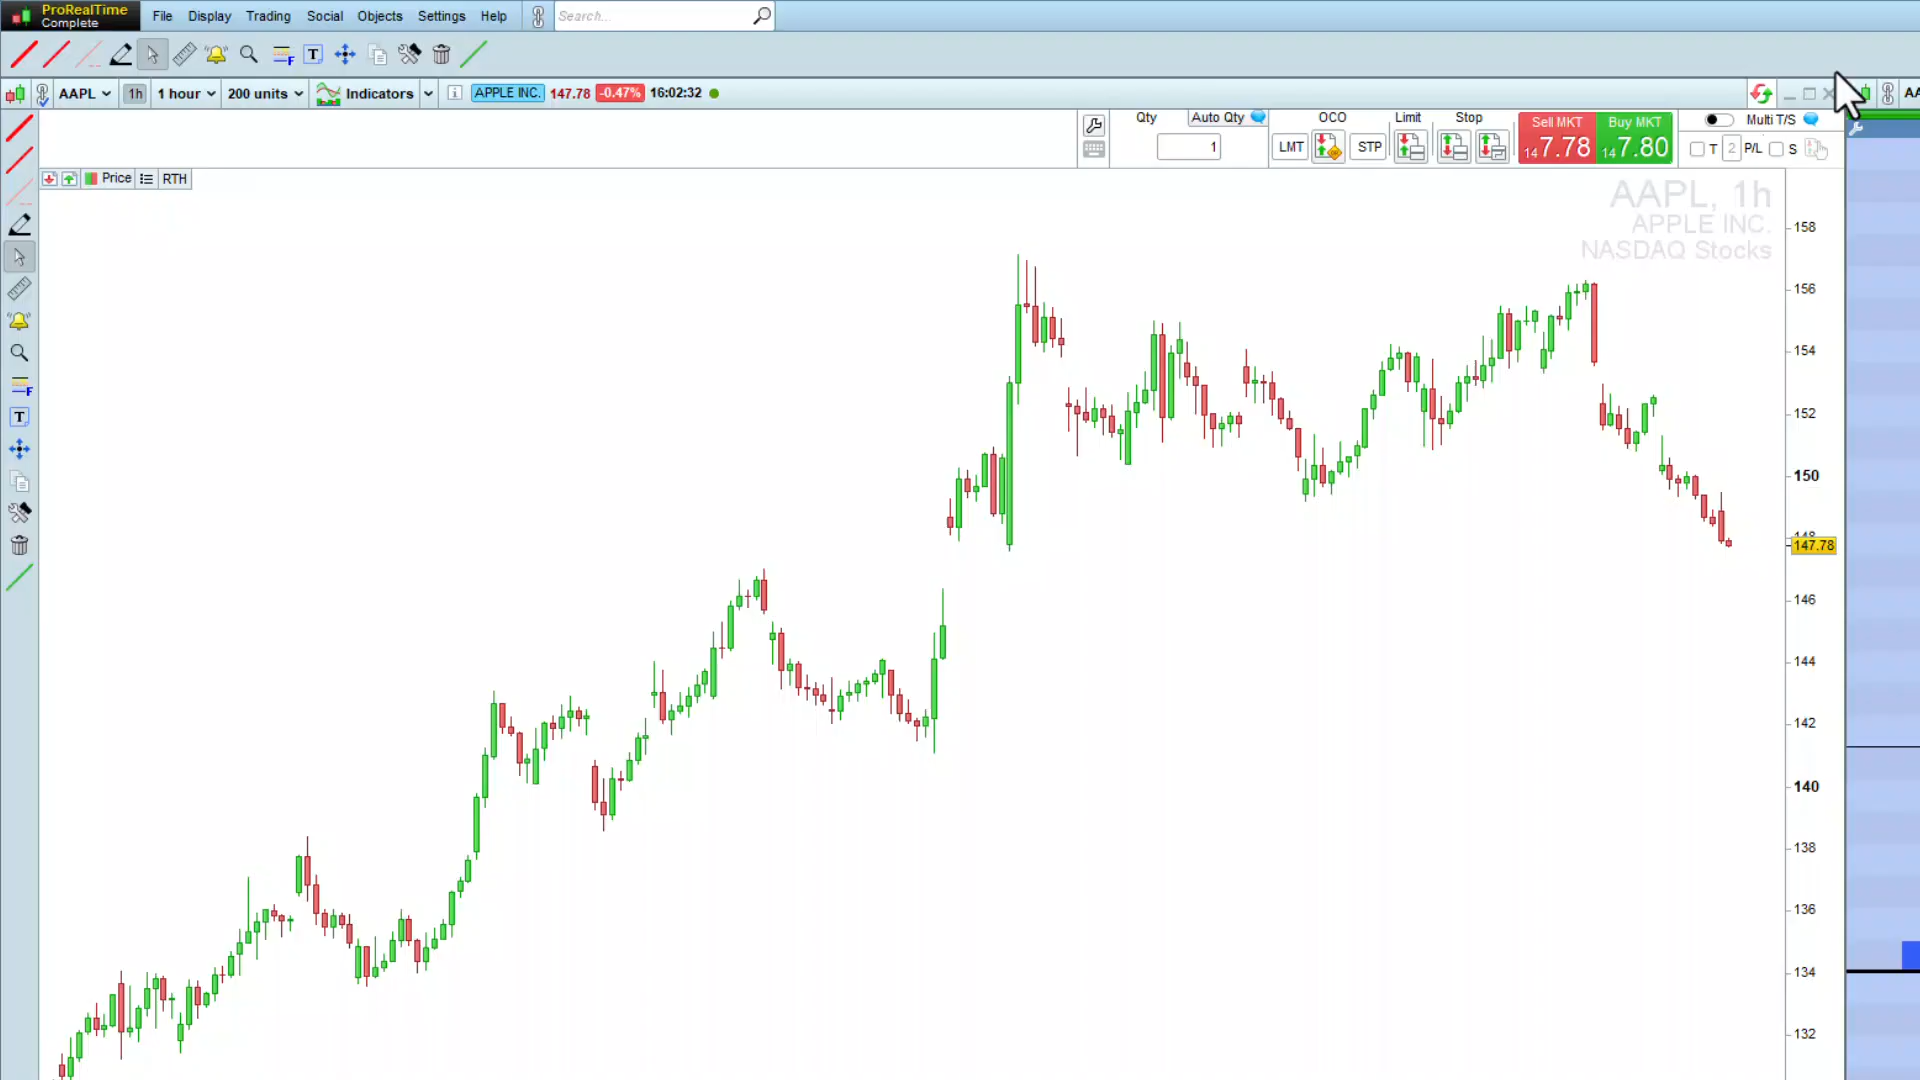 ProRealTime
Complete
File Display Trading Social Objects Settings Help Search...
F T
AAPL 1h 1 hour 200 units Indicators i APPLE INC. 147.78 -0.47% 16:02:32
Qty Auto Qty OCO Limit Stop Sell MKT Buy MKT Multi T/S
1 LMT STP 147.78 147.80 T 2 P/L S
Price RTH
AAPL, 1h
APPLE INC.
NASDAQ Stocks
158
156
154
152
150
147.78
146
144
142
140
138
136
134
132
F
T